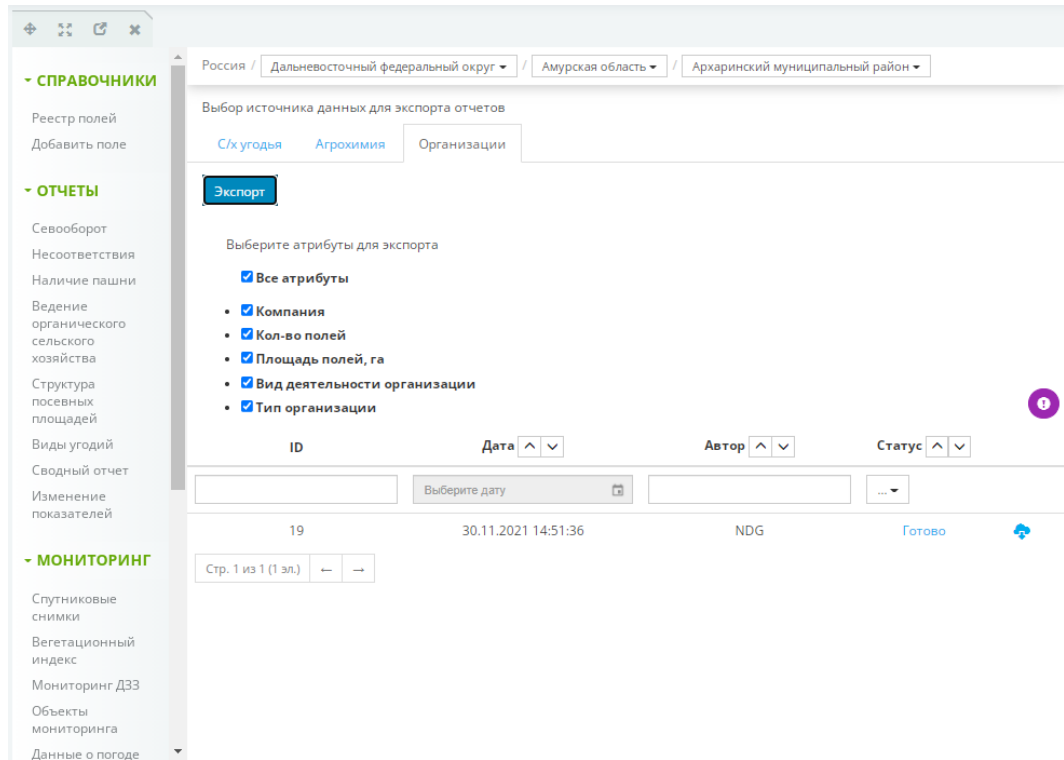 СПРАВОЧНИКИ
Реестр полей
Добавить поле
ОТЧЕТЫ
Севооборот
Несоответствия
Наличие пашни
Ведение
органического
сельского
хозяйства
Структура
посевных
площадей
Виды угодий
Сводный отчет
Изменение
показателей
МОНИТОРИНГ
Спутниковые
снимки
Вегетационный
индекс
Мониторинг ДЗЗ
Объекты
мониторинга
Данные о погоде
Россия / Дальневосточный федеральный округ / Амурская область / Архаринский муниципальный район
Выбор источника данных для экспорта отчетов
С/х угодья Агрохимия Организации
Экспорт
Выберите атрибуты для экспорта
Все атрибуты
• Компания
• Кол-во полей
• Площадь полей, га
• Вид деятельности организации
• Тип организации
ID Дата Автор Статус
Выберите дату ...
19 30.11.2021 14:51:36 NDG Готово
Стр. 1 из 1 (1 эл.) ← →